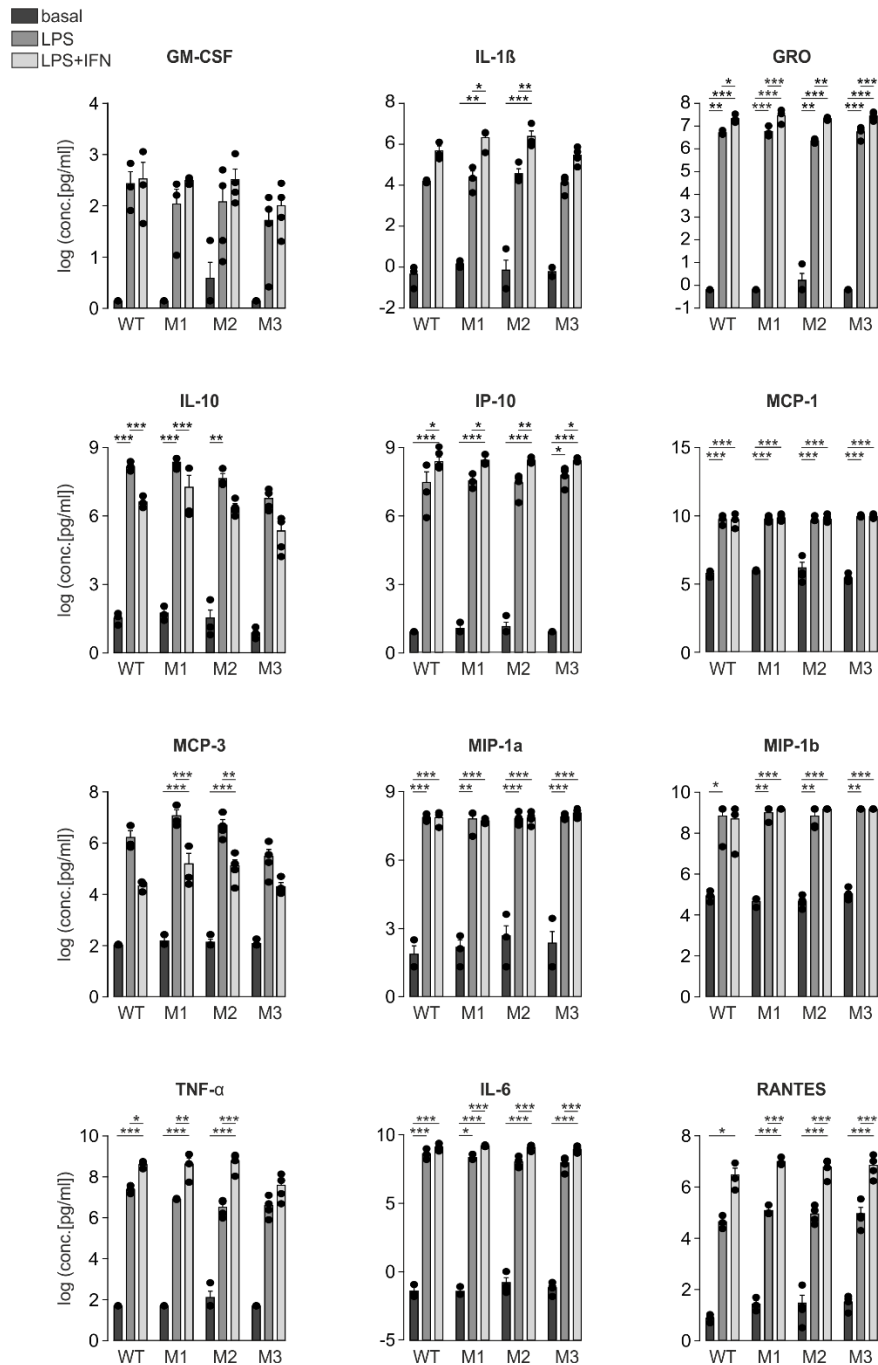 basal
LPS
LPS+IFN
GM-CSF
log (conc.[pg/ml])
4
3
2
1
0
WT M1 M2 M3
IL-1ß
* **
** ***
8
6
4
0
-2
WT M1 M2 M3
GRO
* *** ** ***
*** *** *** ***
** *** ** ***
8
7
6
5
4
3
2
1
0
-1
WT M1 M2 M3
IL-10
*** ***
*** *** **
log (conc.[pg/ml])
9
6
3
0
WT M1 M2 M3
IP-10
* * ** *
*** *** *** ***
*
9
6
3
0
WT M1 M2 M3
MCP-1
*** *** *** ***
*** *** *** ***
15
10
5
0
WT M1 M2 M3
MCP-3
*** **
*** ***
log (conc.[pg/ml])
8
6
4
2
0
WT M1 M2 M3
MIP-1a
*** *** *** ***
*** ** *** ***
9
6
3
0
WT M1 M2 M3
MIP-1b
*** *** ***
* ** ** **
10
8
6
4
2
0
WT M1 M2 M3
TNF-α
* ** ***
*** *** ***
log (conc.[pg/ml])
10
8
6
4
2
0
WT M1 M2 M3
IL-6
*** *** *** ***
*** *** *** ***
*
15
10
5
0
-5
WT M1 M2 M3
RANTES
*** *** ***
* *** *** ***
8
6
4
2
0
WT M1 M2 M3